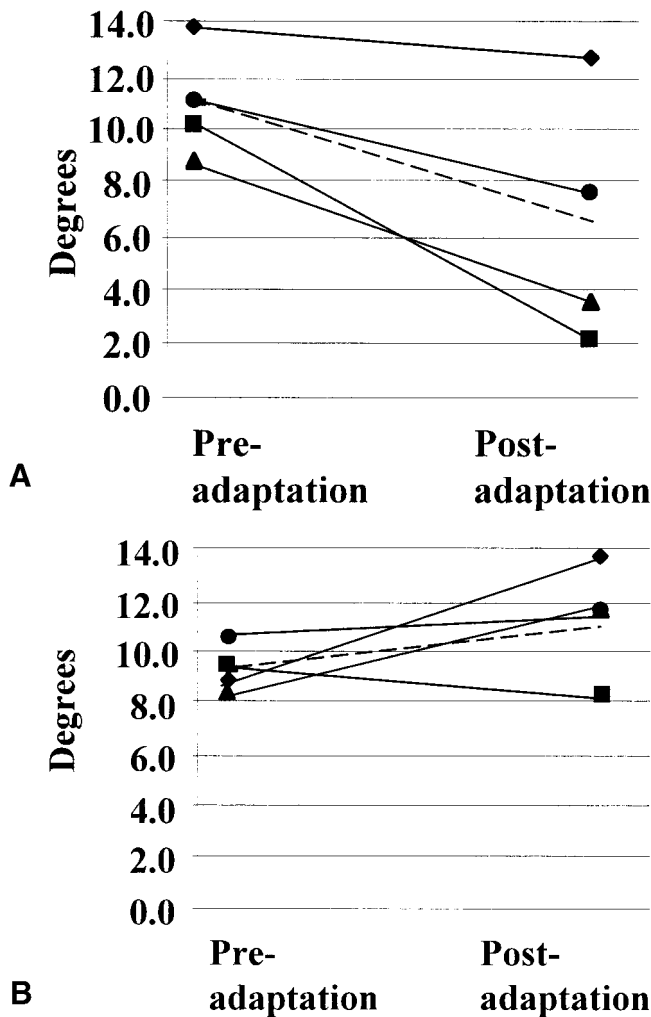 14.0
12.0
10.0
8.0
6.0
4.0
2.0
0.0
Degrees
Pre-
adaptation
Post-
adaptation
A
14.0
12.0
10.0
8.0
6.0
4.0
2.0
0.0
Degrees
Pre-
adaptation
Post-
adaptation
B